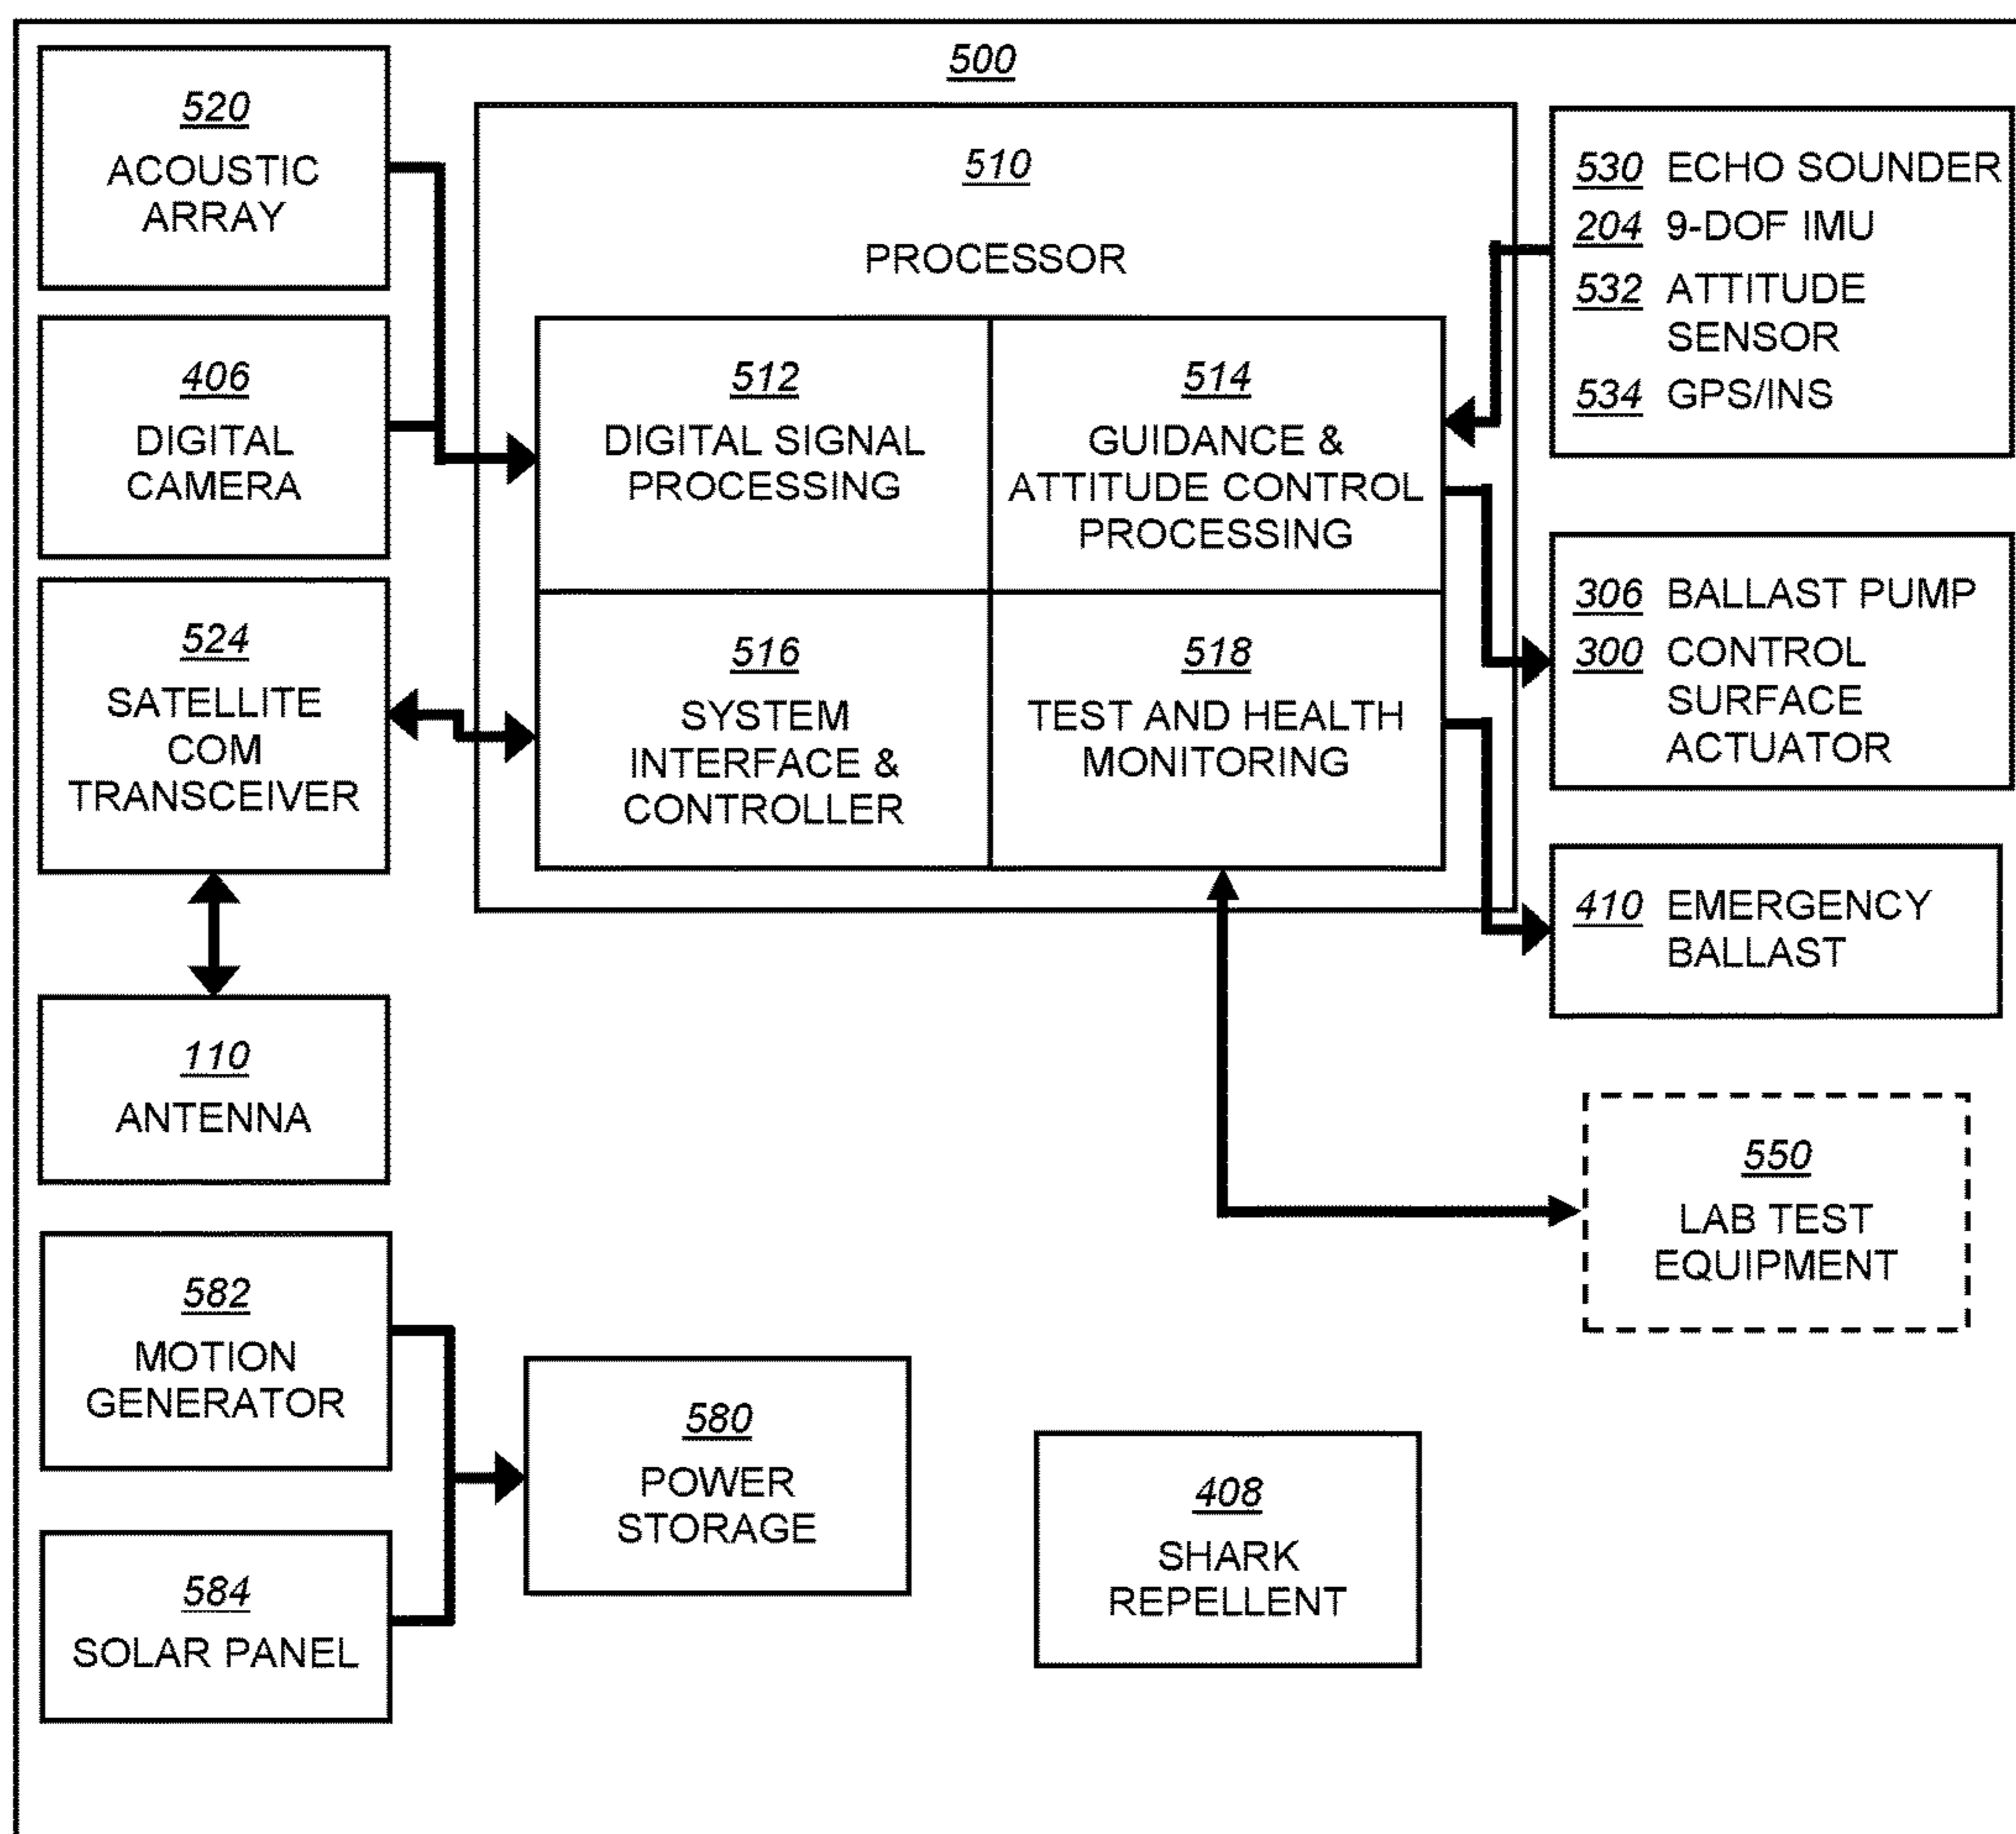 500
520
ACOUSTIC
ARRAY
406
DIGITAL
CAMERA
524
SATELLITE
COM
TRANSCEIVER
110
ANTENNA
582
MOTION
GENERATOR
584
SOLAR PANEL
580
POWER
STORAGE
510
PROCESSOR
512
DIGITAL SIGNAL
PROCESSING
514
GUIDANCE &
ATTITUDE CONTROL
PROCESSING
516
SYSTEM
INTERFACE &
CONTROLLER
518
TEST AND HEALTH
MONITORING
530 ECHO SOUNDER
204 9-DOF IMU
532 ATTITUDE
SENSOR
534 GPS/INS
306 BALLAST PUMP
300 CONTROL
SURFACE
ACTUATOR
410 EMERGENCY
BALLAST
550
LAB TEST
EQUIPMENT
408
SHARK
REPELLENT